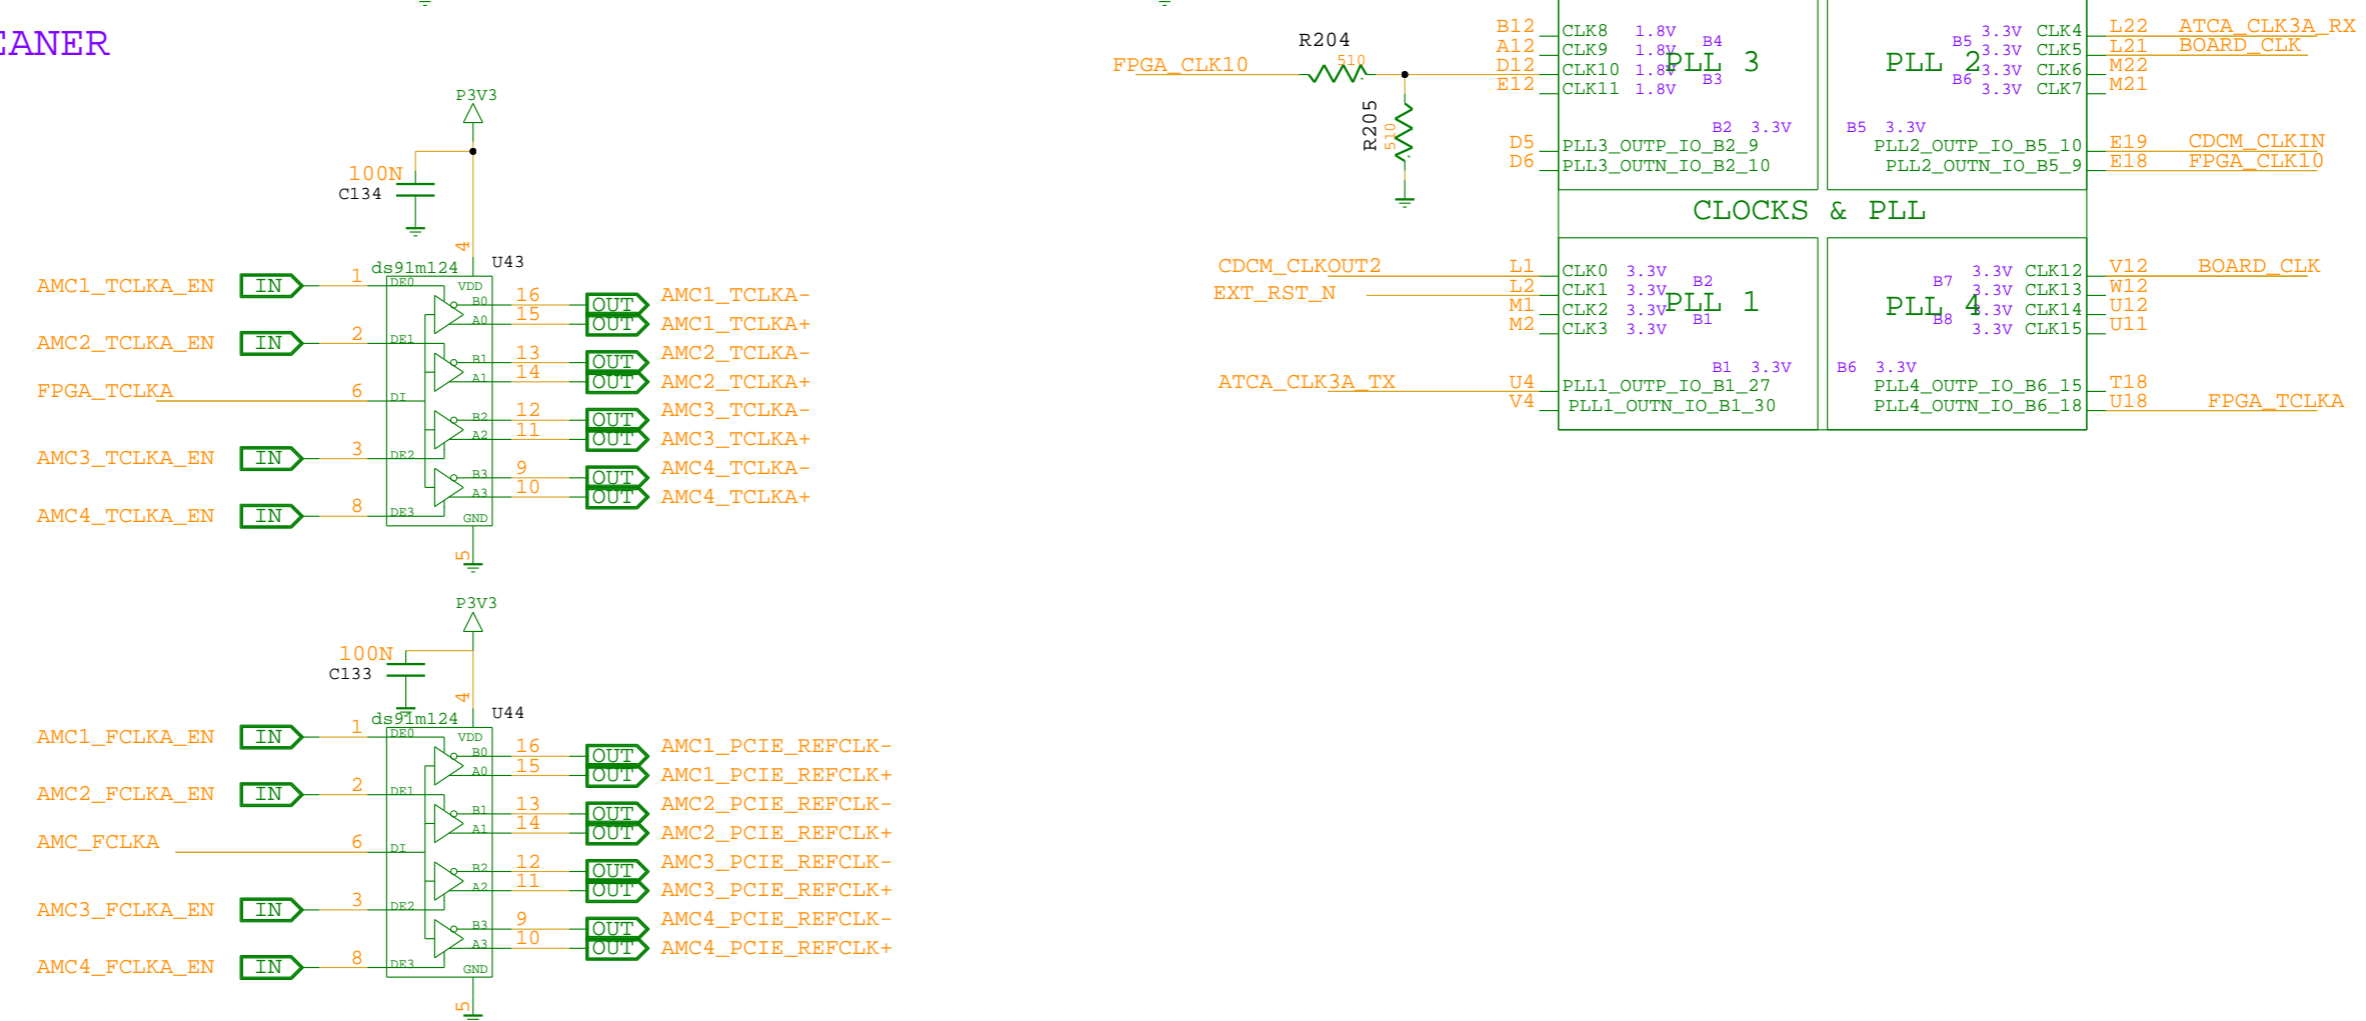 EANER
P3V3
100N
C134
4
ds91m124
U43
VDD
AMC1_TCLKA_EN IN 1 DE0
B0 16 OUT AMC1_TCLKA-
A0 15 OUT AMC1_TCLKA+
AMC2_TCLKA_EN IN 2 DE1
B1 13 OUT AMC2_TCLKA-
A1 14 OUT AMC2_TCLKA+
FPGA_TCLKA 6 DI
B2 12 OUT AMC3_TCLKA-
A2 11 OUT AMC3_TCLKA+
AMC3_TCLKA_EN IN 3 DE2
B3 9 OUT AMC4_TCLKA-
A3 10 OUT AMC4_TCLKA+
AMC4_TCLKA_EN IN 8 DE3
GND
5
P3V3
100N
C133
4
ds91m124
U44
VDD
AMC1_FCLKA_EN IN 1 DE0
B0 16 OUT AMC1_PCIE_REFCLK-
A0 15 OUT AMC1_PCIE_REFCLK+
AMC2_FCLKA_EN IN 2 DE1
B1 13 OUT AMC2_PCIE_REFCLK-
A1 14 OUT AMC2_PCIE_REFCLK+
AMC_FCLKA 6 DI
B2 12 OUT AMC3_PCIE_REFCLK-
A2 11 OUT AMC3_PCIE_REFCLK+
AMC3_FCLKA_EN IN 3 DE2
B3 9 OUT AMC4_PCIE_REFCLK-
A3 10 OUT AMC4_PCIE_REFCLK+
AMC4_FCLKA_EN IN 8 DE3
GND
5
R204
510
FPGA_CLK10
R205
510
B12 CLK8 1.8V
A12 CLK9 1.8V
D12 CLK10 1.8V
E12 CLK11 1.8V
B4
PLL 3
B3
B2 3.3V
D5 PLL3_OUTP_IO_B2_9
D6 PLL3_OUTN_IO_B2_10
3.3V CLK4 L22 ATCA_CLK3A_RX
3.3V CLK5 L21 BOARD_CLK
3.3V CLK6 M22
3.3V CLK7 M21
B5
PLL 2
B6
B5 3.3V
PLL2_OUTP_IO_B5_10 E19 CDCM_CLKIN
PLL2_OUTN_IO_B5_9 E18 FPGA_CLK10
CLOCKS & PLL
CDCM_CLKOUT2 L1 CLK0 3.3V
EXT_RST_N L2 CLK1 3.3V
M1 CLK2 3.3V
M2 CLK3 3.3V
B2
PLL 1
B1
B1 3.3V
ATCA_CLK3A_TX U4 PLL1_OUTP_IO_B1_27
V4 PLL1_OUTN_IO_B1_30
3.3V CLK12 V12 BOARD_CLK
3.3V CLK13 W12
3.3V CLK14 U12
3.3V CLK15 U11
B7
PLL 4
B8
B6 3.3V
PLL4_OUTP_IO_B6_15 T18
PLL4_OUTN_IO_B6_18 U18 FPGA_TCLKA